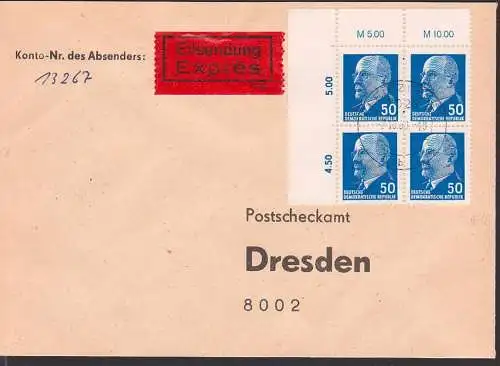 Konto-Nr. des Absenders:
13267
Eilsendung
Exprès
M 5.00 M 10.00
5.00
4.50
50 50
DEUTSCHE DEMOKRATISCHE REPUBLIK
DEUTSCHE DEMOKRATISCHE REPUBLIK
50 50
DEUTSCHE DEMOKRATISCHE REPUBLIK
DEUTSCHE DEMOKRATISCHE REPUBLIK
Postscheckamt
Dresden
8002